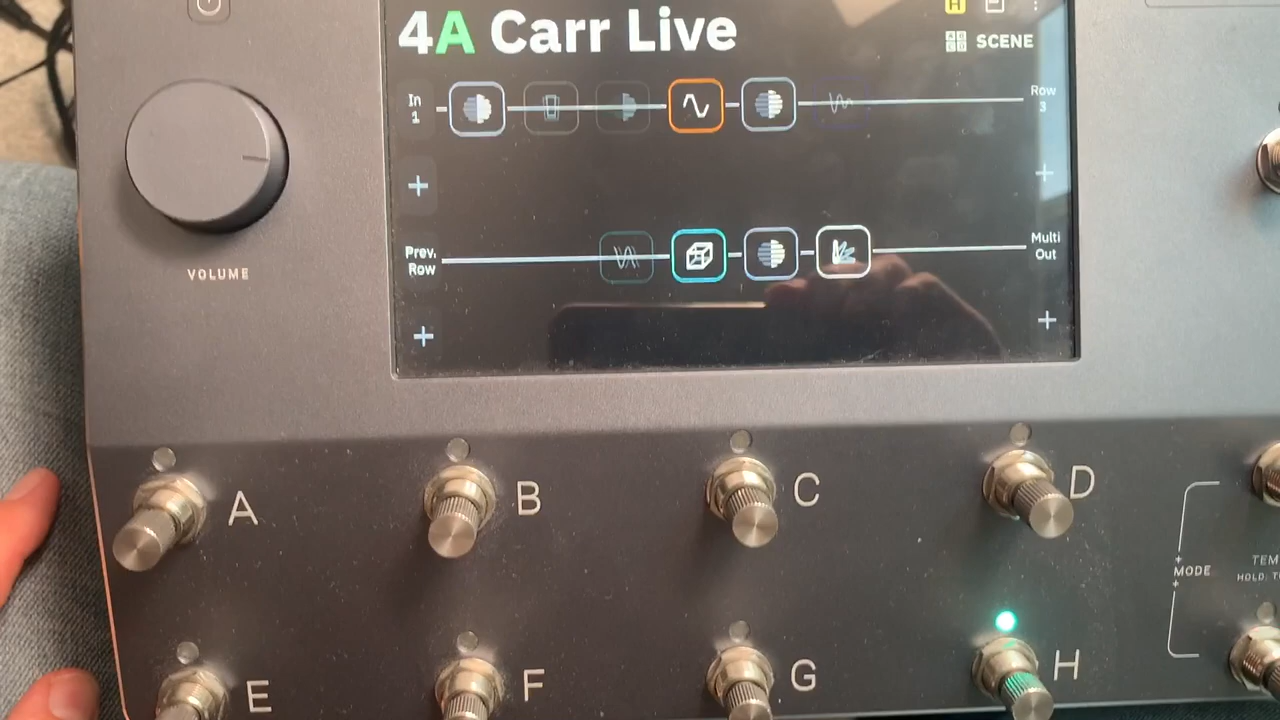 4A Carr Live
H
SCENE
In
1
Row
3
+
+
Prev.
Row
Multi
Out
+
+
VOLUME
A
B
C
D
+
MODE
+
E
F
G
H